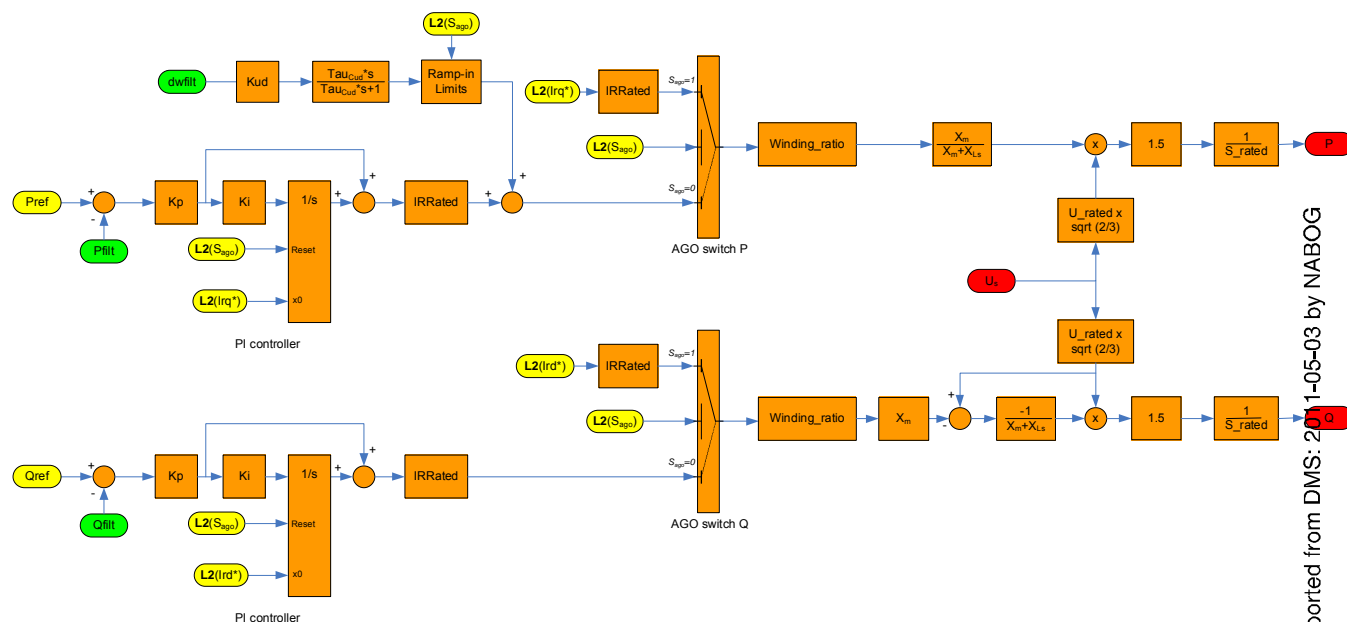 L2(Sago)
dwfilt
Kud
TauCud*s
TauCud*s+1
Ramp-in
Limits
L2(Irq*)
IRRated
Sago=1
L2(Sago)
Sago=0
AGO switch P
Winding_ratio
Xm
Xm+XLs
x
1.5
1
S_rated
P
Pref
+
-
Pfilt
Kp
Ki
1/s
Reset
x0
L2(Sago)
L2(Irq*)
+
+
IRRated
+
+
PI controller
U_rated x
sqrt (2/3)
Us
U_rated x
sqrt (2/3)
L2(Ird*)
IRRated
Sago=1
L2(Sago)
Sago=0
AGO switch Q
Winding_ratio
Xm
+
-
-1
Xm+XLs
x
1.5
1
S_rated
Q
Qref
+
-
Qfilt
Kp
Ki
1/s
Reset
x0
L2(Sago)
L2(Ird*)
+
+
IRRated
PI controller
ported from DMS: 2011-05-03 by NABOG